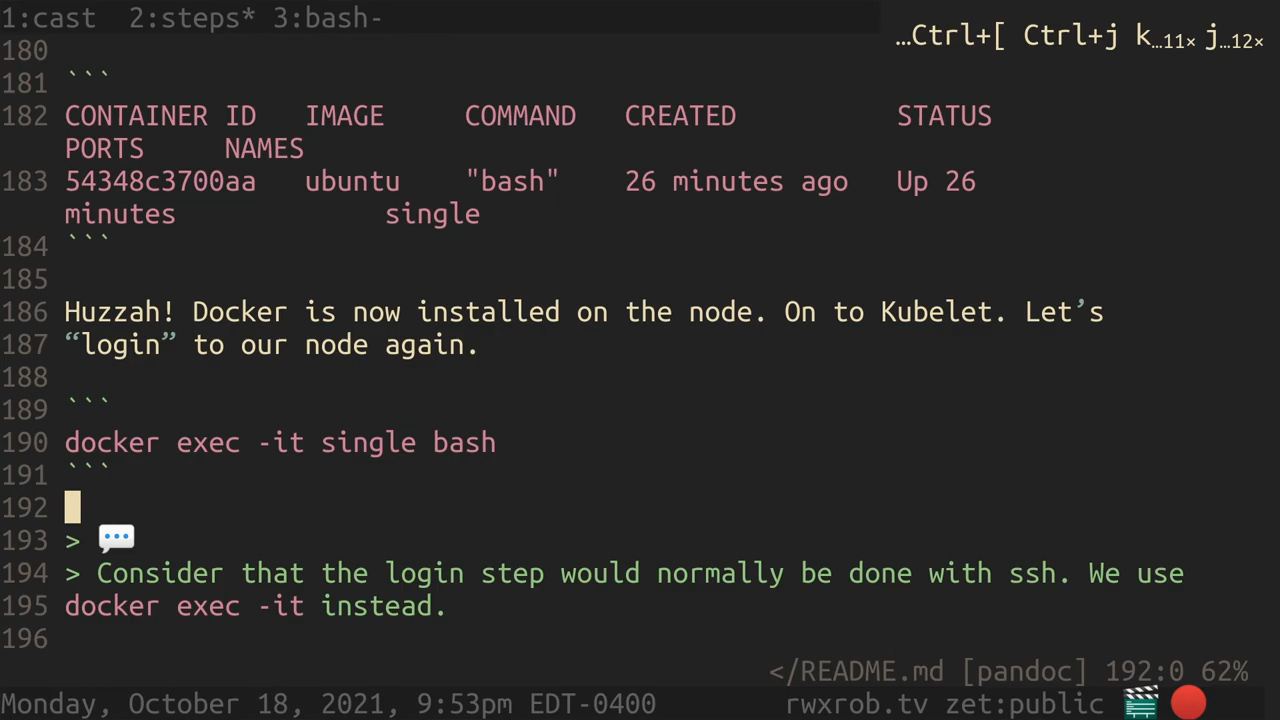 1:cast  2:steps* 3:bash-
…Ctrl+[ Ctrl+j k…11× j…12×
180
181 ```
182 CONTAINER ID   IMAGE     COMMAND   CREATED          STATUS
PORTS     NAMES
183 54348c3700aa   ubuntu    "bash"    26 minutes ago   Up 26
minutes             single
184 ```
185
186 Huzzah! Docker is now installed on the node. On to Kubelet. Let’s
187 “login” to our node again.
188
189 ```
190 docker exec -it single bash
191 ```
192
193 > 💬
194 > Consider that the login step would normally be done with ssh. We use
195 docker exec -it instead.
196
</README.md [pandoc] 192:0 62%
Monday, October 18, 2021, 9:53pm EDT-0400 rwxrob.tv zet:public 🎬 🔴